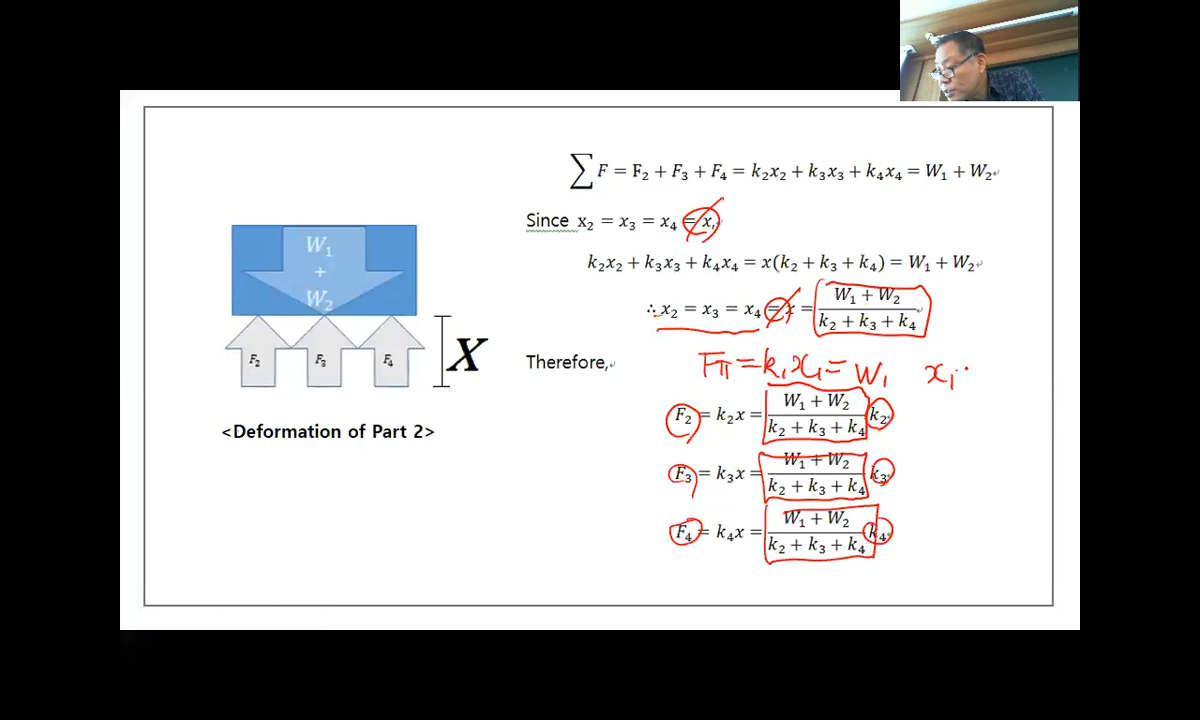 ∑F = F₂ + F₃ + F₄ = k₂x₂ + k₃x₃ + k₄x₄ = W₁ + W₂
Since x₂ = x₃ = x₄ = x,
k₂x₂ + k₃x₃ + k₄x₄ = x(k₂ + k₃ + k₄) = W₁ + W₂
∴ x₂ = x₃ = x₄ = x = (W₁ + W₂)/(k₂ + k₃ + k₄)
W₁
+
W₂
F₂ F₃ F₄
X
<Deformation of Part 2>
Therefore,
= k₁x₁ = W₁ x₁
F₂ = k₂x = (W₁ + W₂)/(k₂ + k₃ + k₄) k₂
F₃ = k₃x = (W₁ + W₂)/(k₂ + k₃ + k₄) k₃
F₄ = k₄x = (W₁ + W₂)/(k₂ + k₃ + k₄) k₄